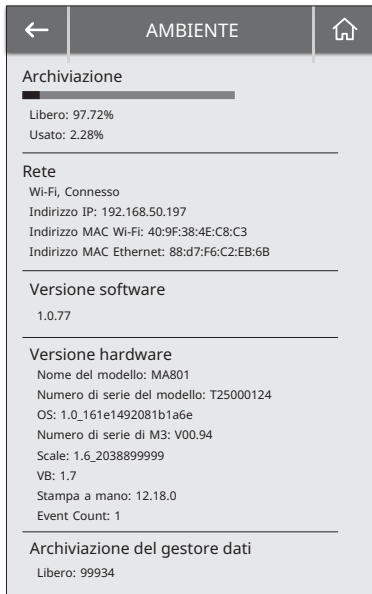 AMBIENTE
Archiviazione
Libero: 97.72%
Usato: 2.28%
Rete
Wi-Fi, Connesso
Indirizzo IP: 192.168.50.197
Indirizzo MAC Wi-Fi: 40:9F:38:4E:C8:C3
Indirizzo MAC Ethernet: 88:d7:F6:C2:EB:6B
Versione software
1.0.77
Versione hardware
Nome del modello: MA801
Numero di serie del modello: T25000124
OS: 1.0_161e1492081b1a6e
Numero di serie di M3: V00.94
Scale: 1.6_2038899999
VB: 1.7
Stampa a mano: 12.18.0
Event Count: 1
Archiviazione del gestore dati
Libero: 99934